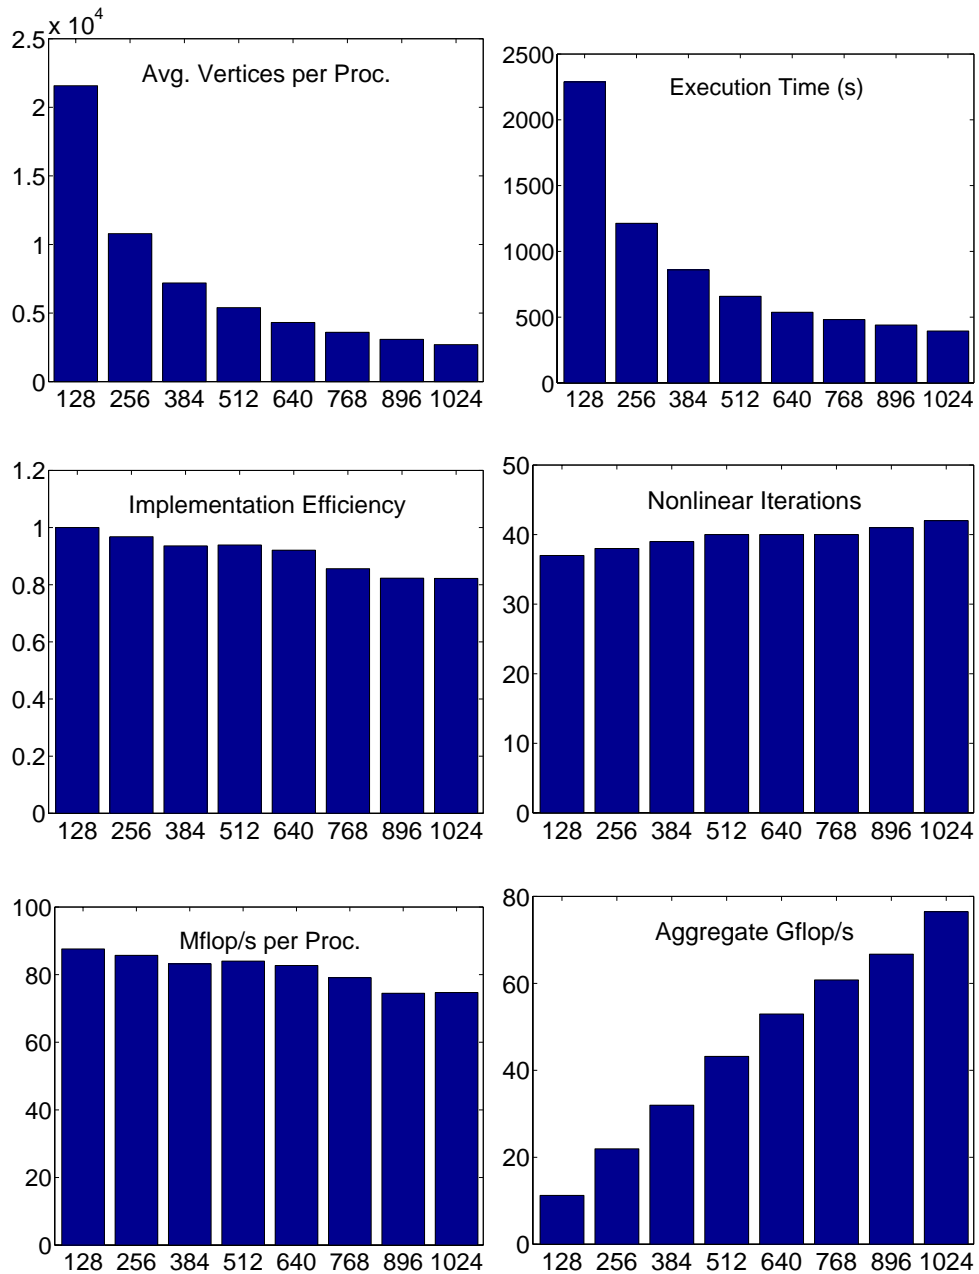 x 10^4
2.5
Avg. Vertices per Proc.
2
1.5
1
0.5
0
128 256 384 512 640 768 896 1024
2500
Execution Time (s)
2000
1500
1000
500
0
128 256 384 512 640 768 896 1024
1.2
Implementation Efficiency
1
0.8
0.6
0.4
0.2
0
128 256 384 512 640 768 896 1024
50
Nonlinear Iterations
40
30
20
10
0
128 256 384 512 640 768 896 1024
100
Mflop/s per Proc.
80
60
40
20
0
128 256 384 512 640 768 896 1024
80
Aggregate Gflop/s
60
40
20
0
128 256 384 512 640 768 896 1024